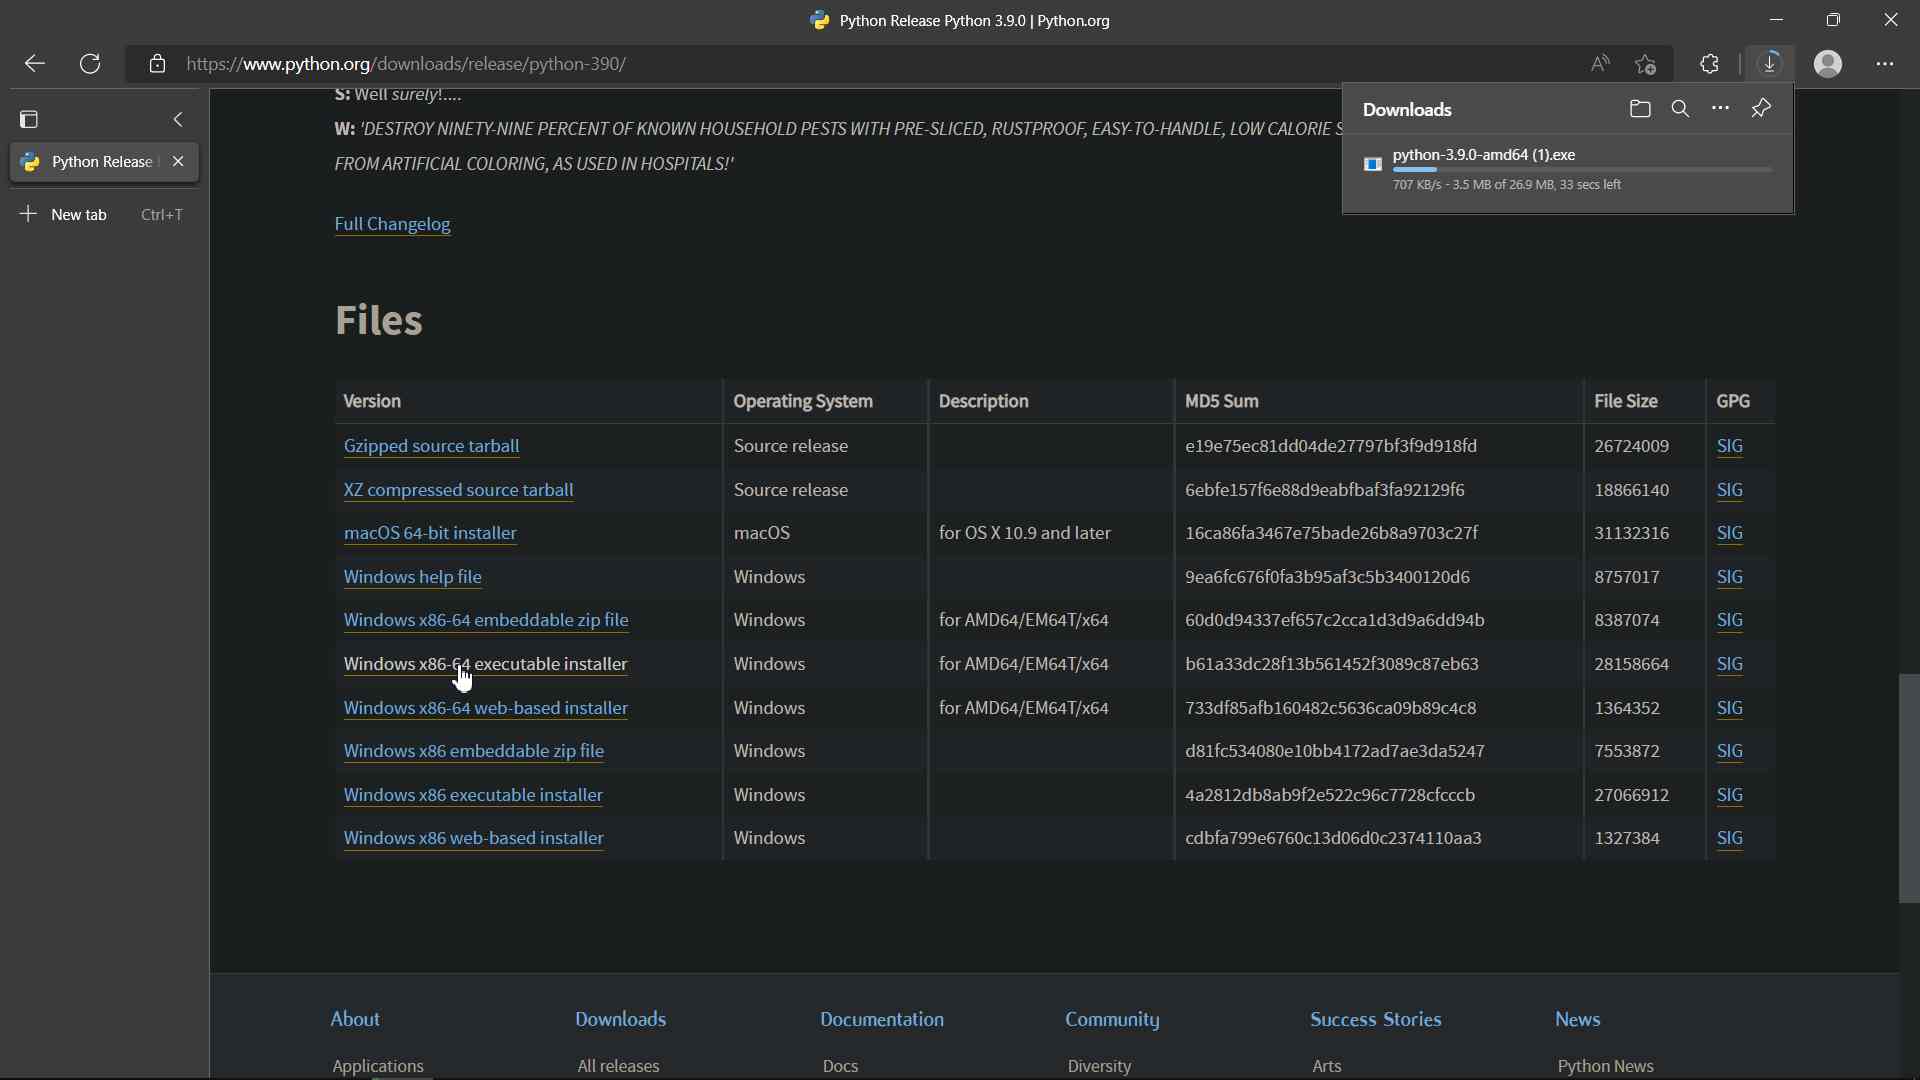 Python Release Python 3.9.0 | Python.org
https://www.python.org/downloads/release/python-390/
Downloads
python-3.9.0-amd64 (1).exe
707 KB/s - 3.5 MB of 26.9 MB, 33 secs left
Python Release
New tab Ctrl+T
S: Well surely!....
W: 'DESTROY NINETY-NINE PERCENT OF KNOWN HOUSEHOLD PESTS WITH PRE-SLICED, RUSTPROOF, EASY-TO-HANDLE, LOW CALORIE S
FROM ARTIFICIAL COLORING, AS USED IN HOSPITALS!'
Full Changelog
Files
Version Operating System Description MD5 Sum File Size GPG
Gzipped source tarball Source release e19e75ec81dd04de27797bf3f9d918fd 26724009 SIG
XZ compressed source tarball Source release 6ebfe157f6e88d9eabfbaf3fa92129f6 18866140 SIG
macOS 64-bit installer macOS for OS X 10.9 and later 16ca86fa3467e75bade26b8a9703c27f 31132316 SIG
Windows help file Windows 9ea6fc676f0fa3b95af3c5b3400120d6 8757017 SIG
Windows x86-64 embeddable zip file Windows for AMD64/EM64T/x64 60d0d94337ef657c2cca1d3d9a6dd94b 8387074 SIG
Windows x86-64 executable installer Windows for AMD64/EM64T/x64 b61a33dc28f13b561452f3089c87eb63 28158664 SIG
Windows x86-64 web-based installer Windows for AMD64/EM64T/x64 733df85afb160482c5636ca09b89c4c8 1364352 SIG
Windows x86 embeddable zip file Windows d81fc534080e10bb4172ad7ae3da5247 7553872 SIG
Windows x86 executable installer Windows 4a2812db8ab9f2e522c96c7728cfcccb 27066912 SIG
Windows x86 web-based installer Windows cdbfa799e6760c13d06d0c2374110aa3 1327384 SIG
About Downloads Documentation Community Success Stories News
Applications All releases Docs Diversity Arts Python News